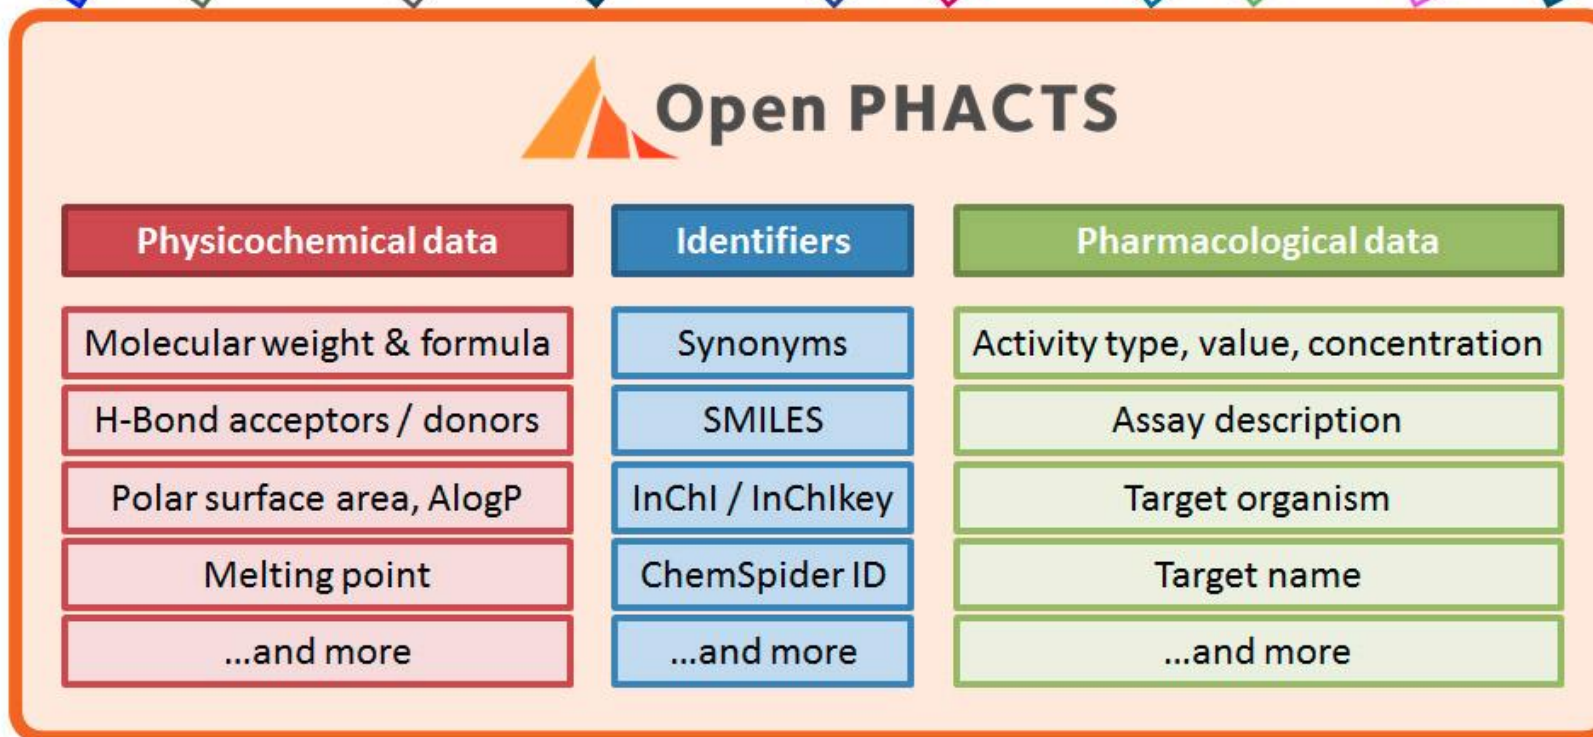 Open PHACTS
Physicochemical data
Identifiers
Pharmacological data
Molecular weight & formula
Synonyms
Activity type, value, concentration
H-Bond acceptors / donors
SMILES
Assay description
Polar surface area, AlogP
InChI / InChIkey
Target organism
Melting point
ChemSpider ID
Target name
...and more
...and more
...and more